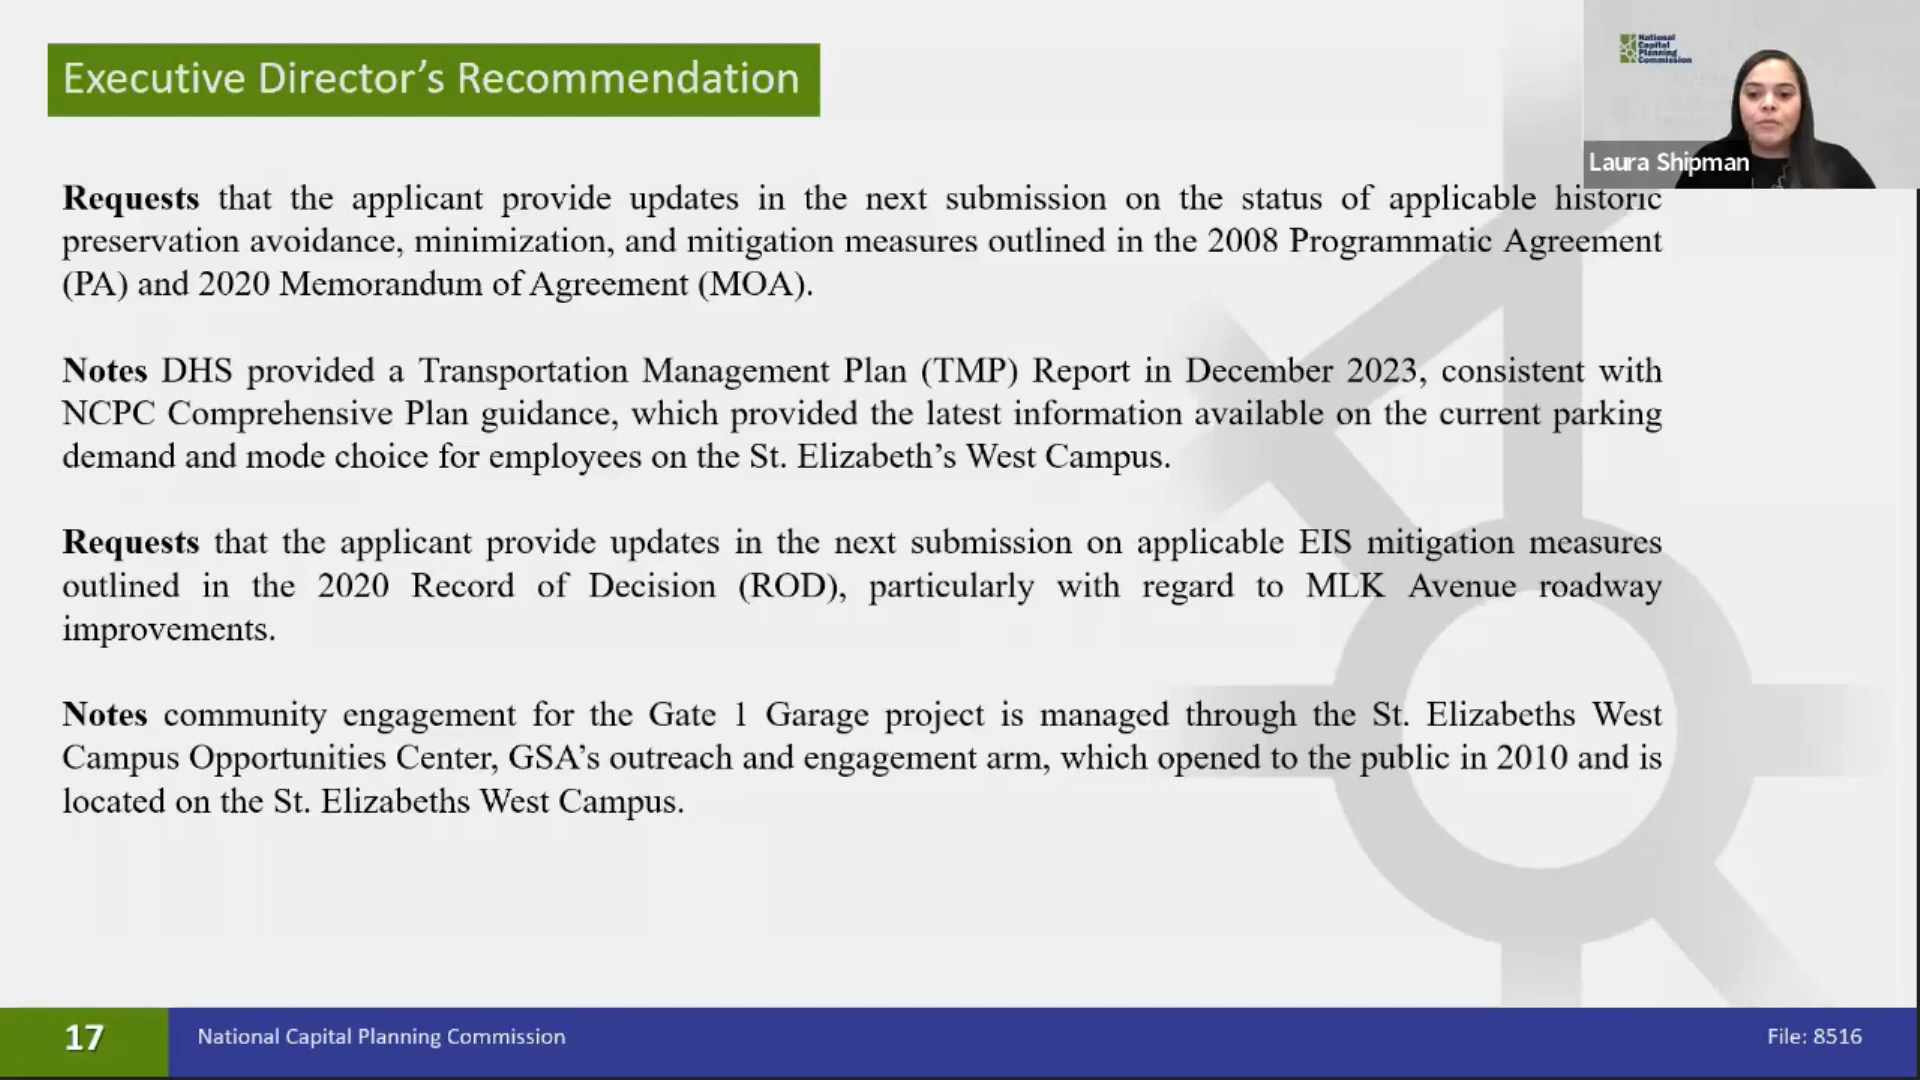 Executive Director's Recommendation
National
Capital
Planning
Commission
Laura Shipman
Requests that the applicant provide updates in the next submission on the status of applicable historic
preservation avoidance, minimization, and mitigation measures outlined in the 2008 Programmatic Agreement
(PA) and 2020 Memorandum of Agreement (MOA).
Notes DHS provided a Transportation Management Plan (TMP) Report in December 2023, consistent with
NCPC Comprehensive Plan guidance, which provided the latest information available on the current parking
demand and mode choice for employees on the St. Elizabeth’s West Campus.
Requests that the applicant provide updates in the next submission on applicable EIS mitigation measures
outlined in the 2020 Record of Decision (ROD), particularly with regard to MLK Avenue roadway
improvements.
Notes community engagement for the Gate 1 Garage project is managed through the St. Elizabeths West
Campus Opportunities Center, GSA’s outreach and engagement arm, which opened to the public in 2010 and is
located on the St. Elizabeths West Campus.
17
National Capital Planning Commission
File: 8516